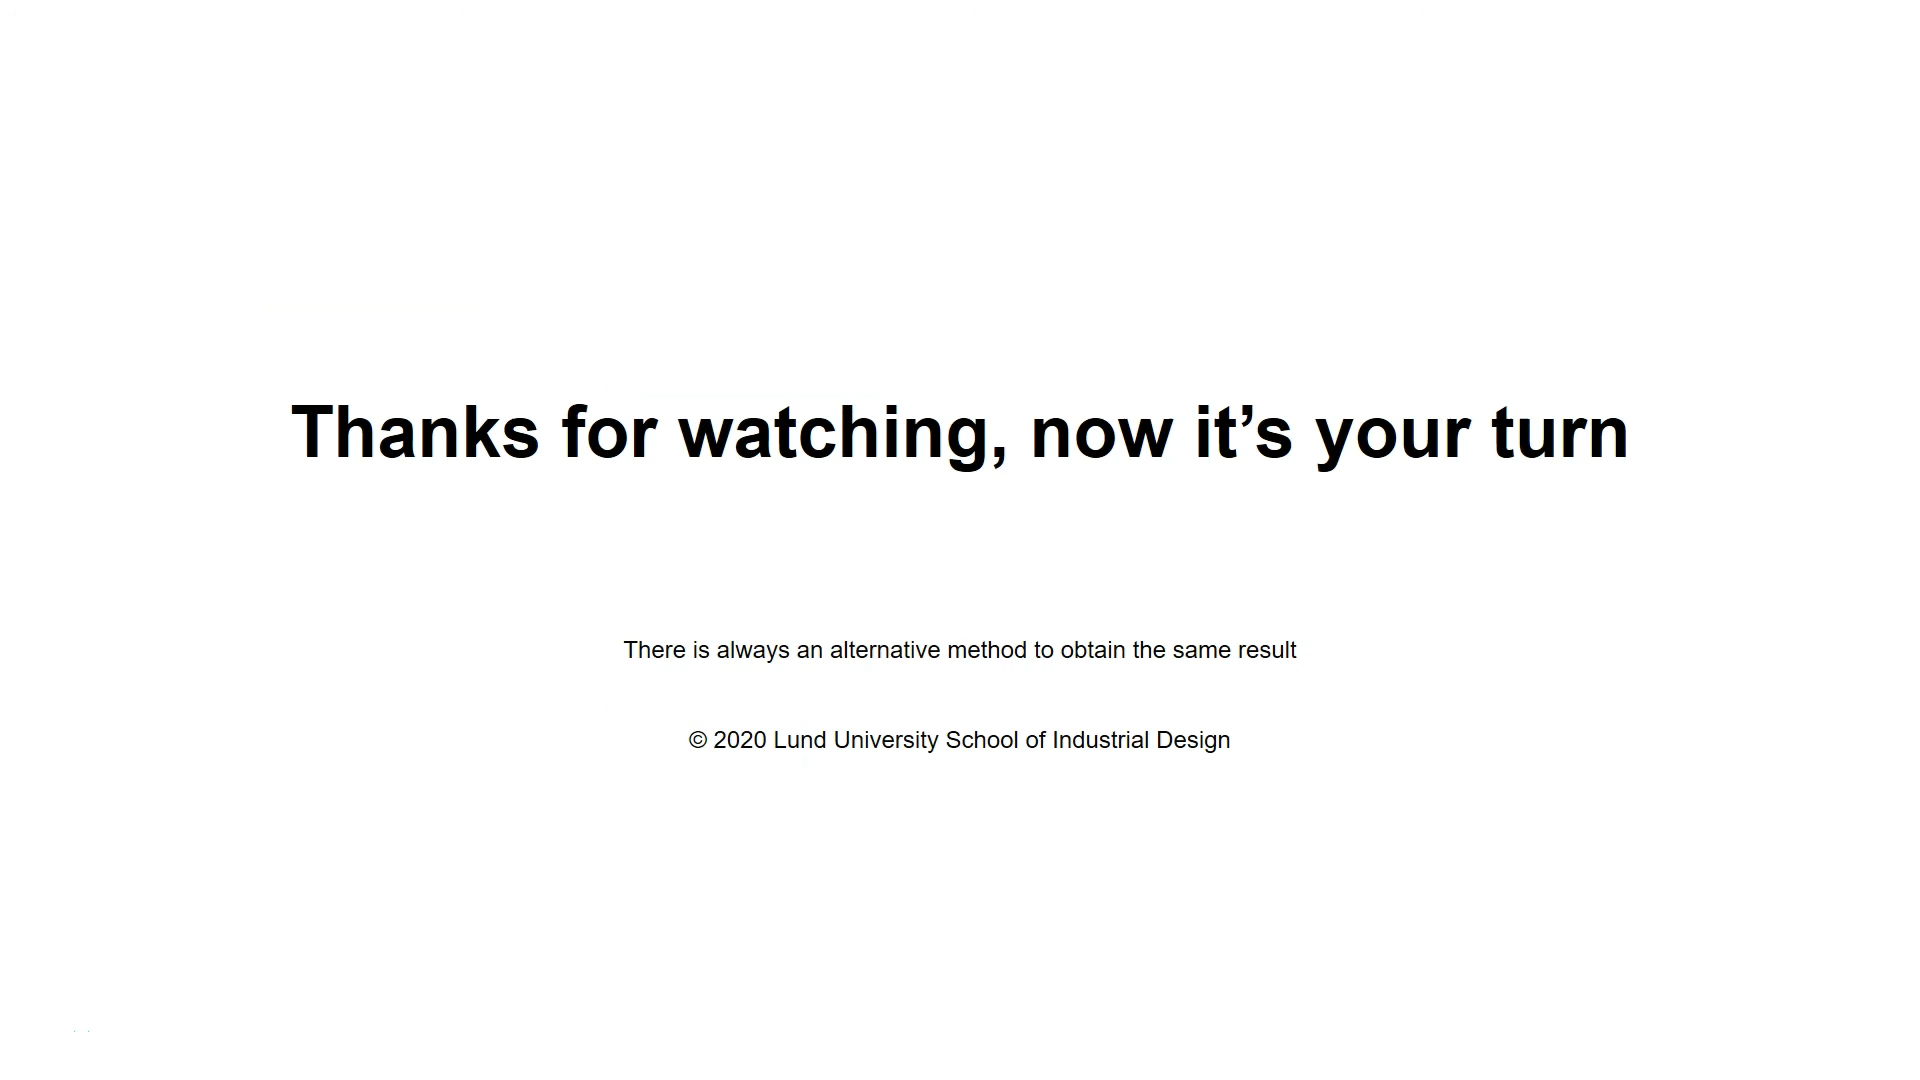 Thanks for watching, now it’s your turn
There is always an alternative method to obtain the same result
© 2020 Lund University School of Industrial Design